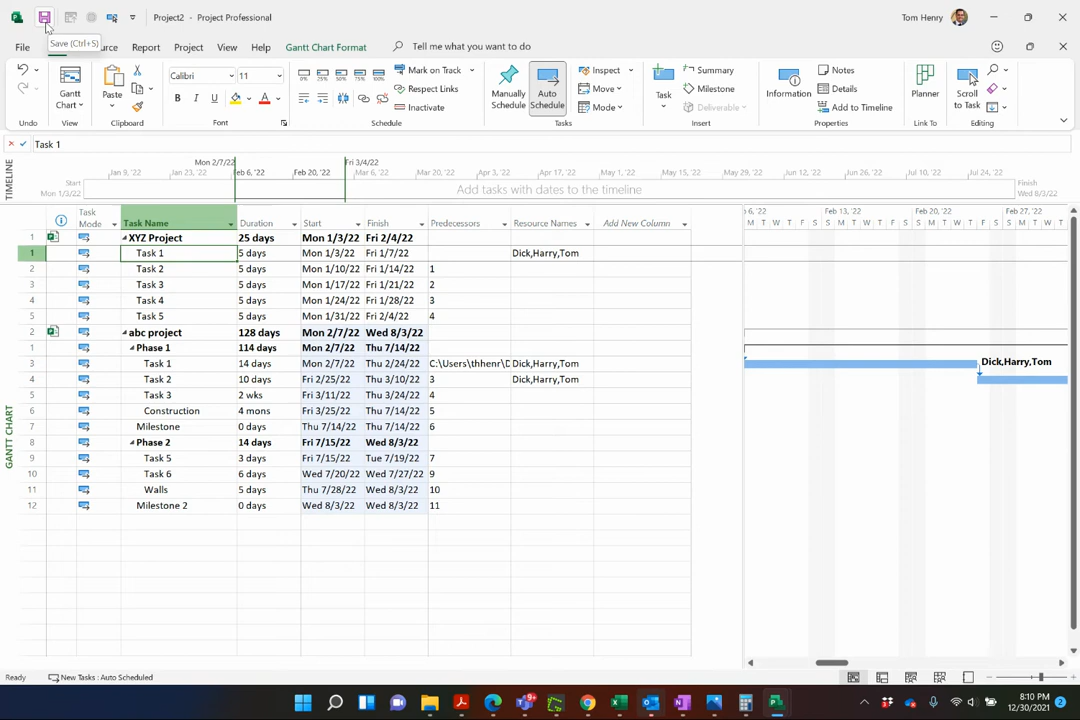 Project2 - Project Professional
Tom Henry
Save (Ctrl+S)
File
ource
Report
Project
View
Help
Gantt Chart Format
Tell me what you want to do
Undo
Gantt Chart
View
Paste
Clipboard
Calibri
11
B I U
A
Font
0% 25% 50% 75% 100%
Mark on Track
Respect Links
Inactivate
Schedule
Manually Schedule
Auto Schedule
Inspect
Move
Mode
Tasks
Task
Summary
Milestone
Deliverable
Insert
Information
Notes
Details
Add to Timeline
Properties
Planner
Link To
Scroll to Task
Editing
Task 1
TIMELINE
Mon 2/7/22
Fri 3/4/22
Jan 9, '22 Jan 23, '22 Feb 6, '22 Feb 20, '22 Mar 6, '22 Mar 20, '22 Apr 3, '22 Apr 17, '22 May 1, '22 May 15, '22 May 29, '22 Jun 12, '22 Jun 26, '22 Jul 10, '22 Jul 24, '22
Start
Mon 1/3/22
Add tasks with dates to the timeline
Finish
Wed 8/3/22
Task Mode Task Name Duration Start Finish Predecessors Resource Names Add New Column
1 XYZ Project 25 days Mon 1/3/22 Fri 2/4/22
1 Task 1 5 days Mon 1/3/22 Fri 1/7/22 Dick,Harry,Tom
2 Task 2 5 days Mon 1/10/22 Fri 1/14/22 1
3 Task 3 5 days Mon 1/17/22 Fri 1/21/22 2
4 Task 4 5 days Mon 1/24/22 Fri 1/28/22 3
5 Task 5 5 days Mon 1/31/22 Fri 2/4/22 4
2 abc project 128 days Mon 2/7/22 Wed 8/3/22
1 Phase 1 114 days Mon 2/7/22 Thu 7/14/22
3 Task 1 14 days Mon 2/7/22 Thu 2/24/22 C:\Users\thhenr\D Dick,Harry,Tom
4 Task 2 10 days Fri 2/25/22 Thu 3/10/22 3 Dick,Harry,Tom
5 Task 3 2 wks Fri 3/11/22 Thu 3/24/22 4
6 Construction 4 mons Fri 3/25/22 Thu 7/14/22 5
7 Milestone 0 days Thu 7/14/22 Thu 7/14/22 6
8 Phase 2 14 days Fri 7/15/22 Wed 8/3/22
9 Task 5 3 days Fri 7/15/22 Tue 7/19/22 7
10 Task 6 6 days Wed 7/20/22 Wed 7/27/22 9
11 Walls 5 days Thu 7/28/22 Wed 8/3/22 10
12 Milestone 2 0 days Wed 8/3/22 Wed 8/3/22 11
6, '22 Feb 13, '22 Feb 20, '22 Feb 27, '22
M T W T F S S M T W T F S S M T W T F S S M T
Dick,Harry,Tom
GANTT CHART
Ready
New Tasks : Auto Scheduled
8:10 PM
12/30/2021